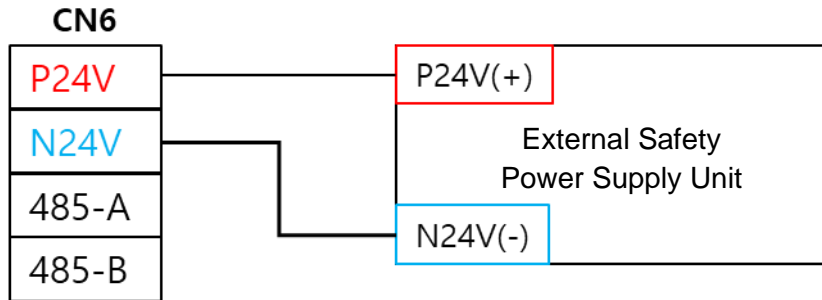 CN6
P24V
N24V
485-A
485-B
P24V(+)
External Safety
Power Supply Unit
N24V(-)